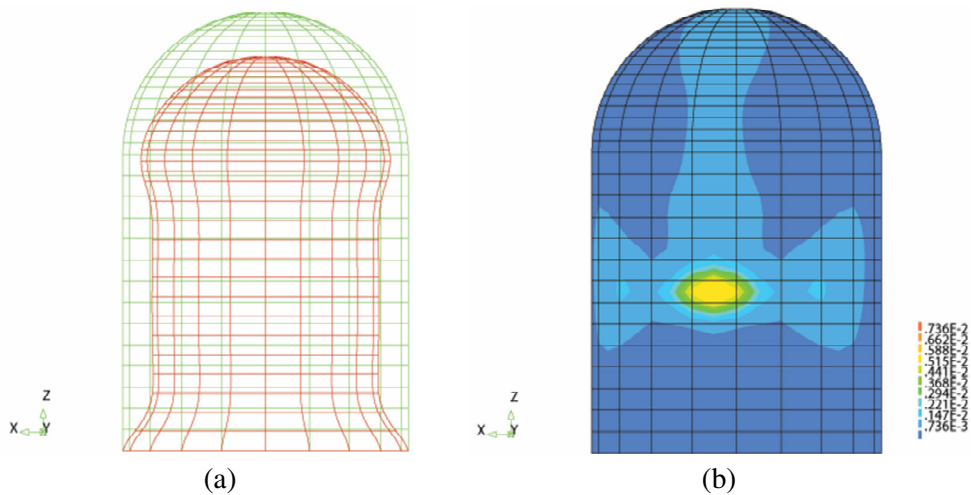 Z
X
Y
(a)
Z
X
Y
.736E-2
.662E-2
.588E-2
.515E-2
.441E-2
.368E-2
.294E-2
.221E-2
.147E-2
.736E-3
(b)